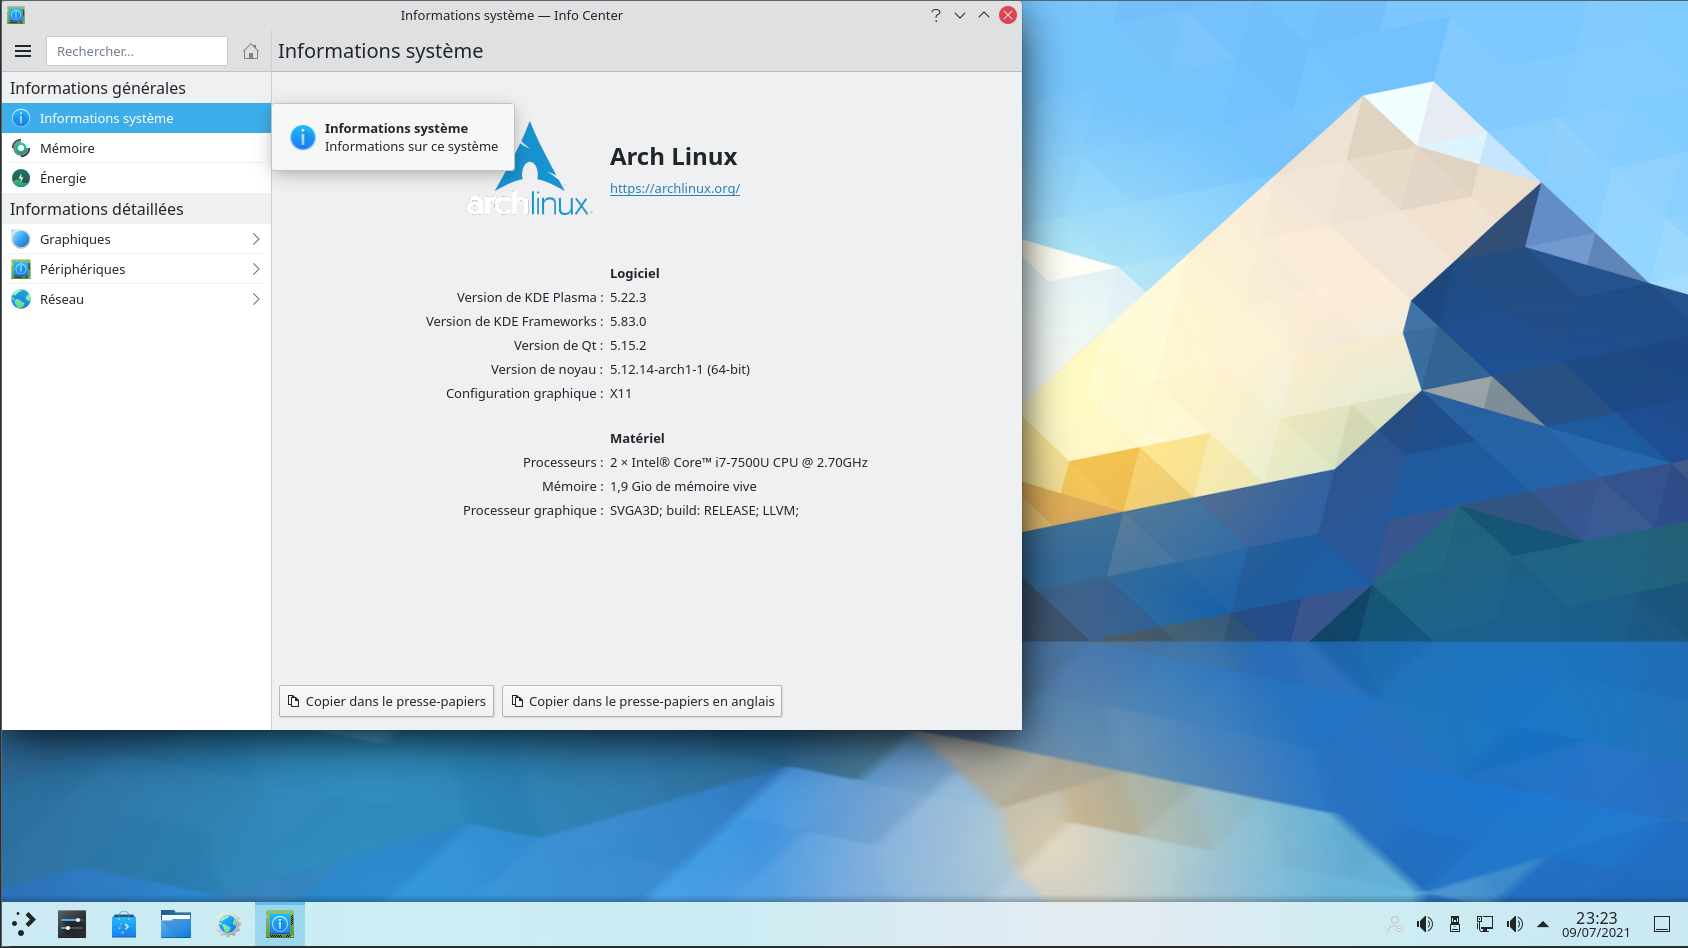 Informations système — Info Center
Rechercher...
Informations système
Informations générales
Informations système
Mémoire
Énergie
Informations détaillées
Graphiques
Périphériques
Réseau
Informations système
Informations sur ce système
archlinux
Arch Linux
https://archlinux.org/
Logiciel
Version de KDE Plasma : 5.22.3
Version de KDE Frameworks : 5.83.0
Version de Qt : 5.15.2
Version de noyau : 5.12.14-arch1-1 (64-bit)
Configuration graphique : X11
Matériel
Processeurs : 2 × Intel® Core™ i7-7500U CPU @ 2.70GHz
Mémoire : 1,9 Gio de mémoire vive
Processeur graphique : SVGA3D; build: RELEASE; LLVM;
Copier dans le presse-papiers
Copier dans le presse-papiers en anglais
23:23
09/07/2021